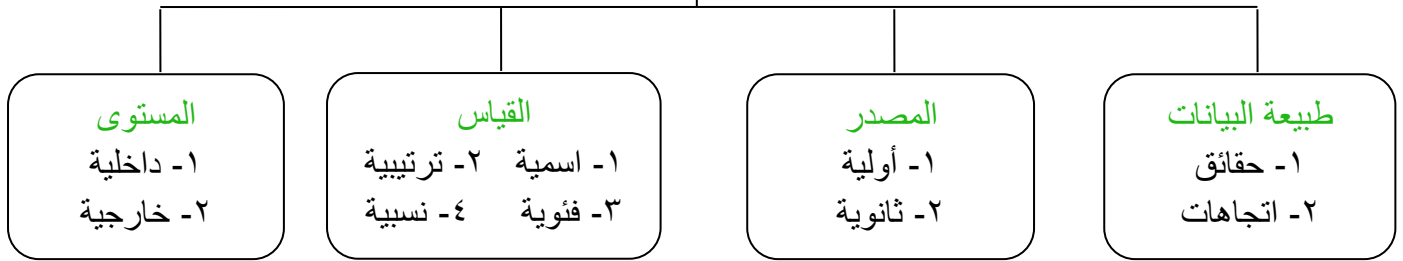 طبيعة البيانات
١- حقائق
٢- اتجاهات
المصدر
١- أولية
٢- ثانوية
القياس
١- اسمية ٢- ترتيبية
٣- فئوية ٤- نسبية
المستوى
١- داخلية
٢- خارجية